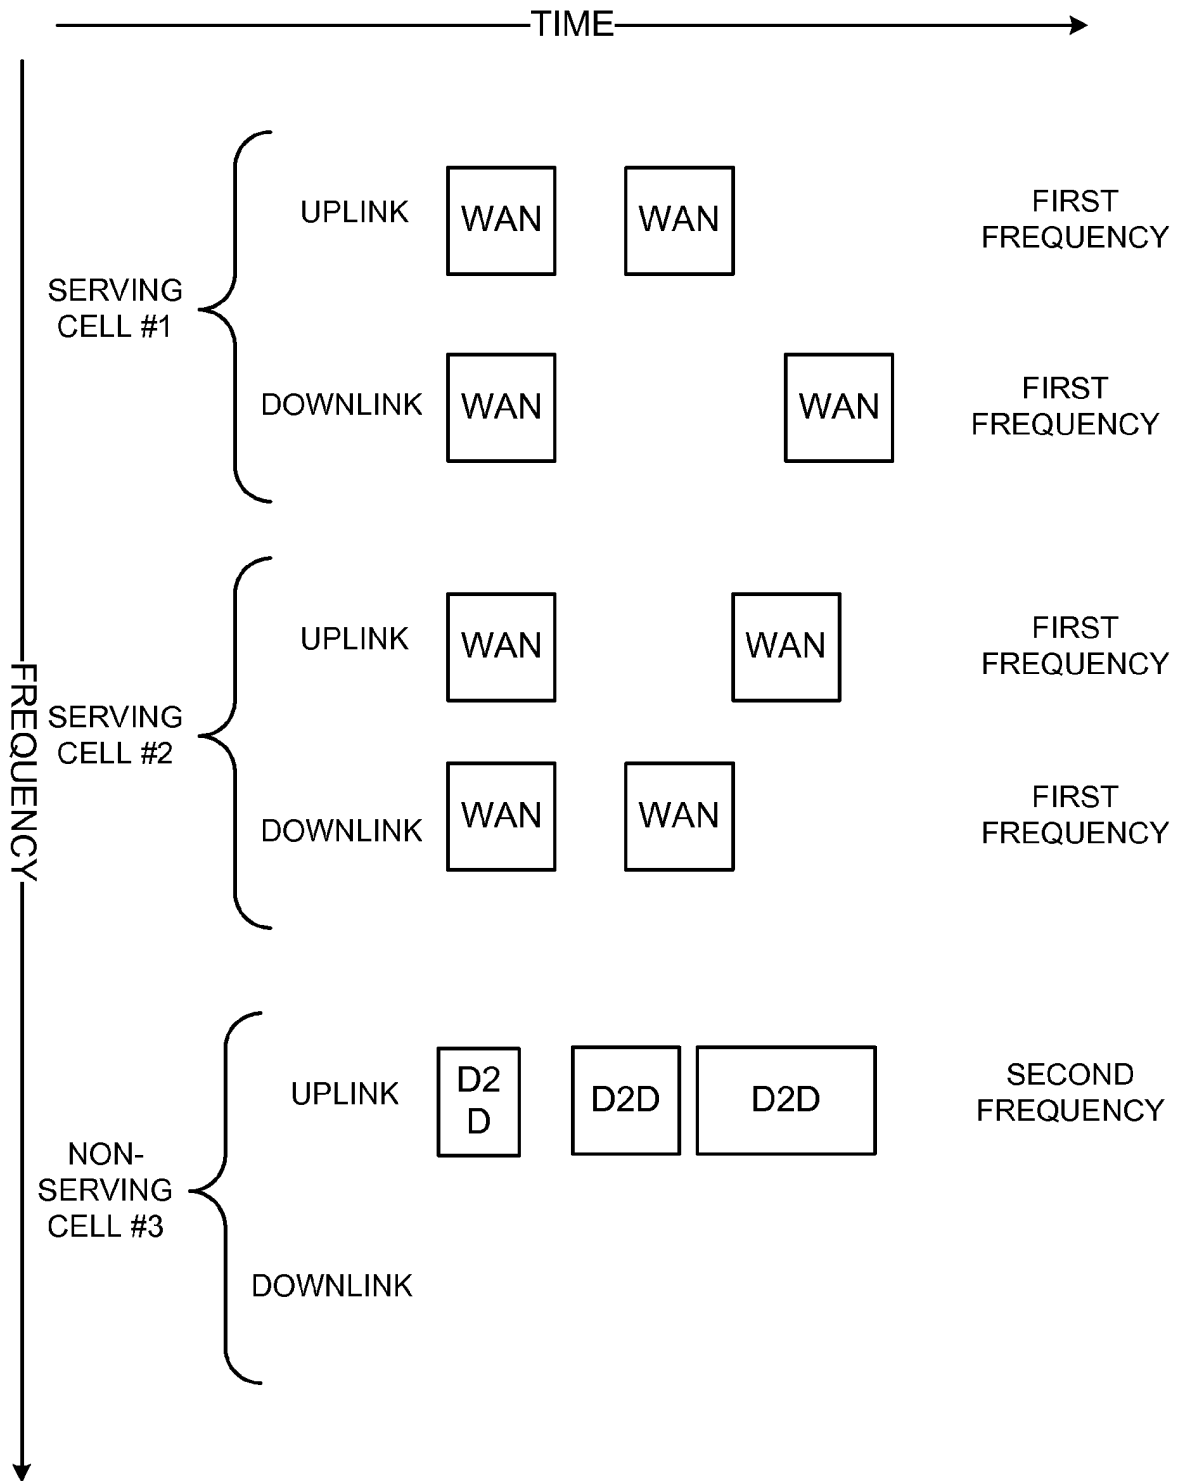 TIME
FREQUENCY
SERVING
CELL #1
UPLINK
WAN
WAN
FIRST
FREQUENCY
DOWNLINK
WAN
WAN
FIRST
FREQUENCY
SERVING
CELL #2
UPLINK
WAN
WAN
FIRST
FREQUENCY
DOWNLINK
WAN
WAN
FIRST
FREQUENCY
NON-
SERVING
CELL #3
UPLINK
D2
D
D2D
D2D
SECOND
FREQUENCY
DOWNLINK